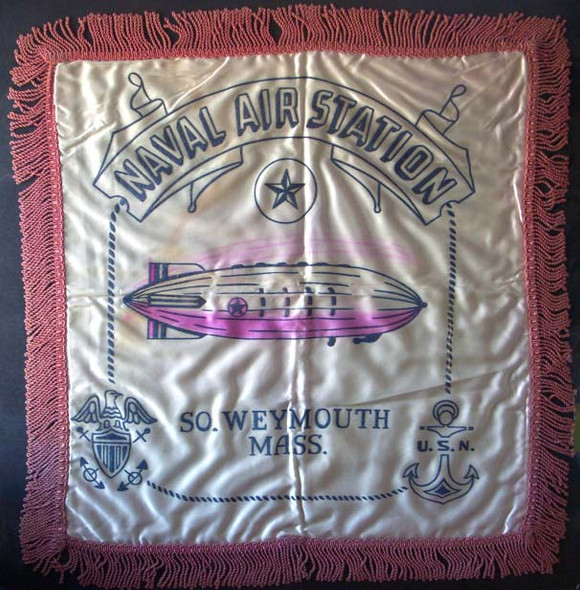 NAVAL AIR STATION
SO. WEYMOUTH
MASS.
U.S.N.